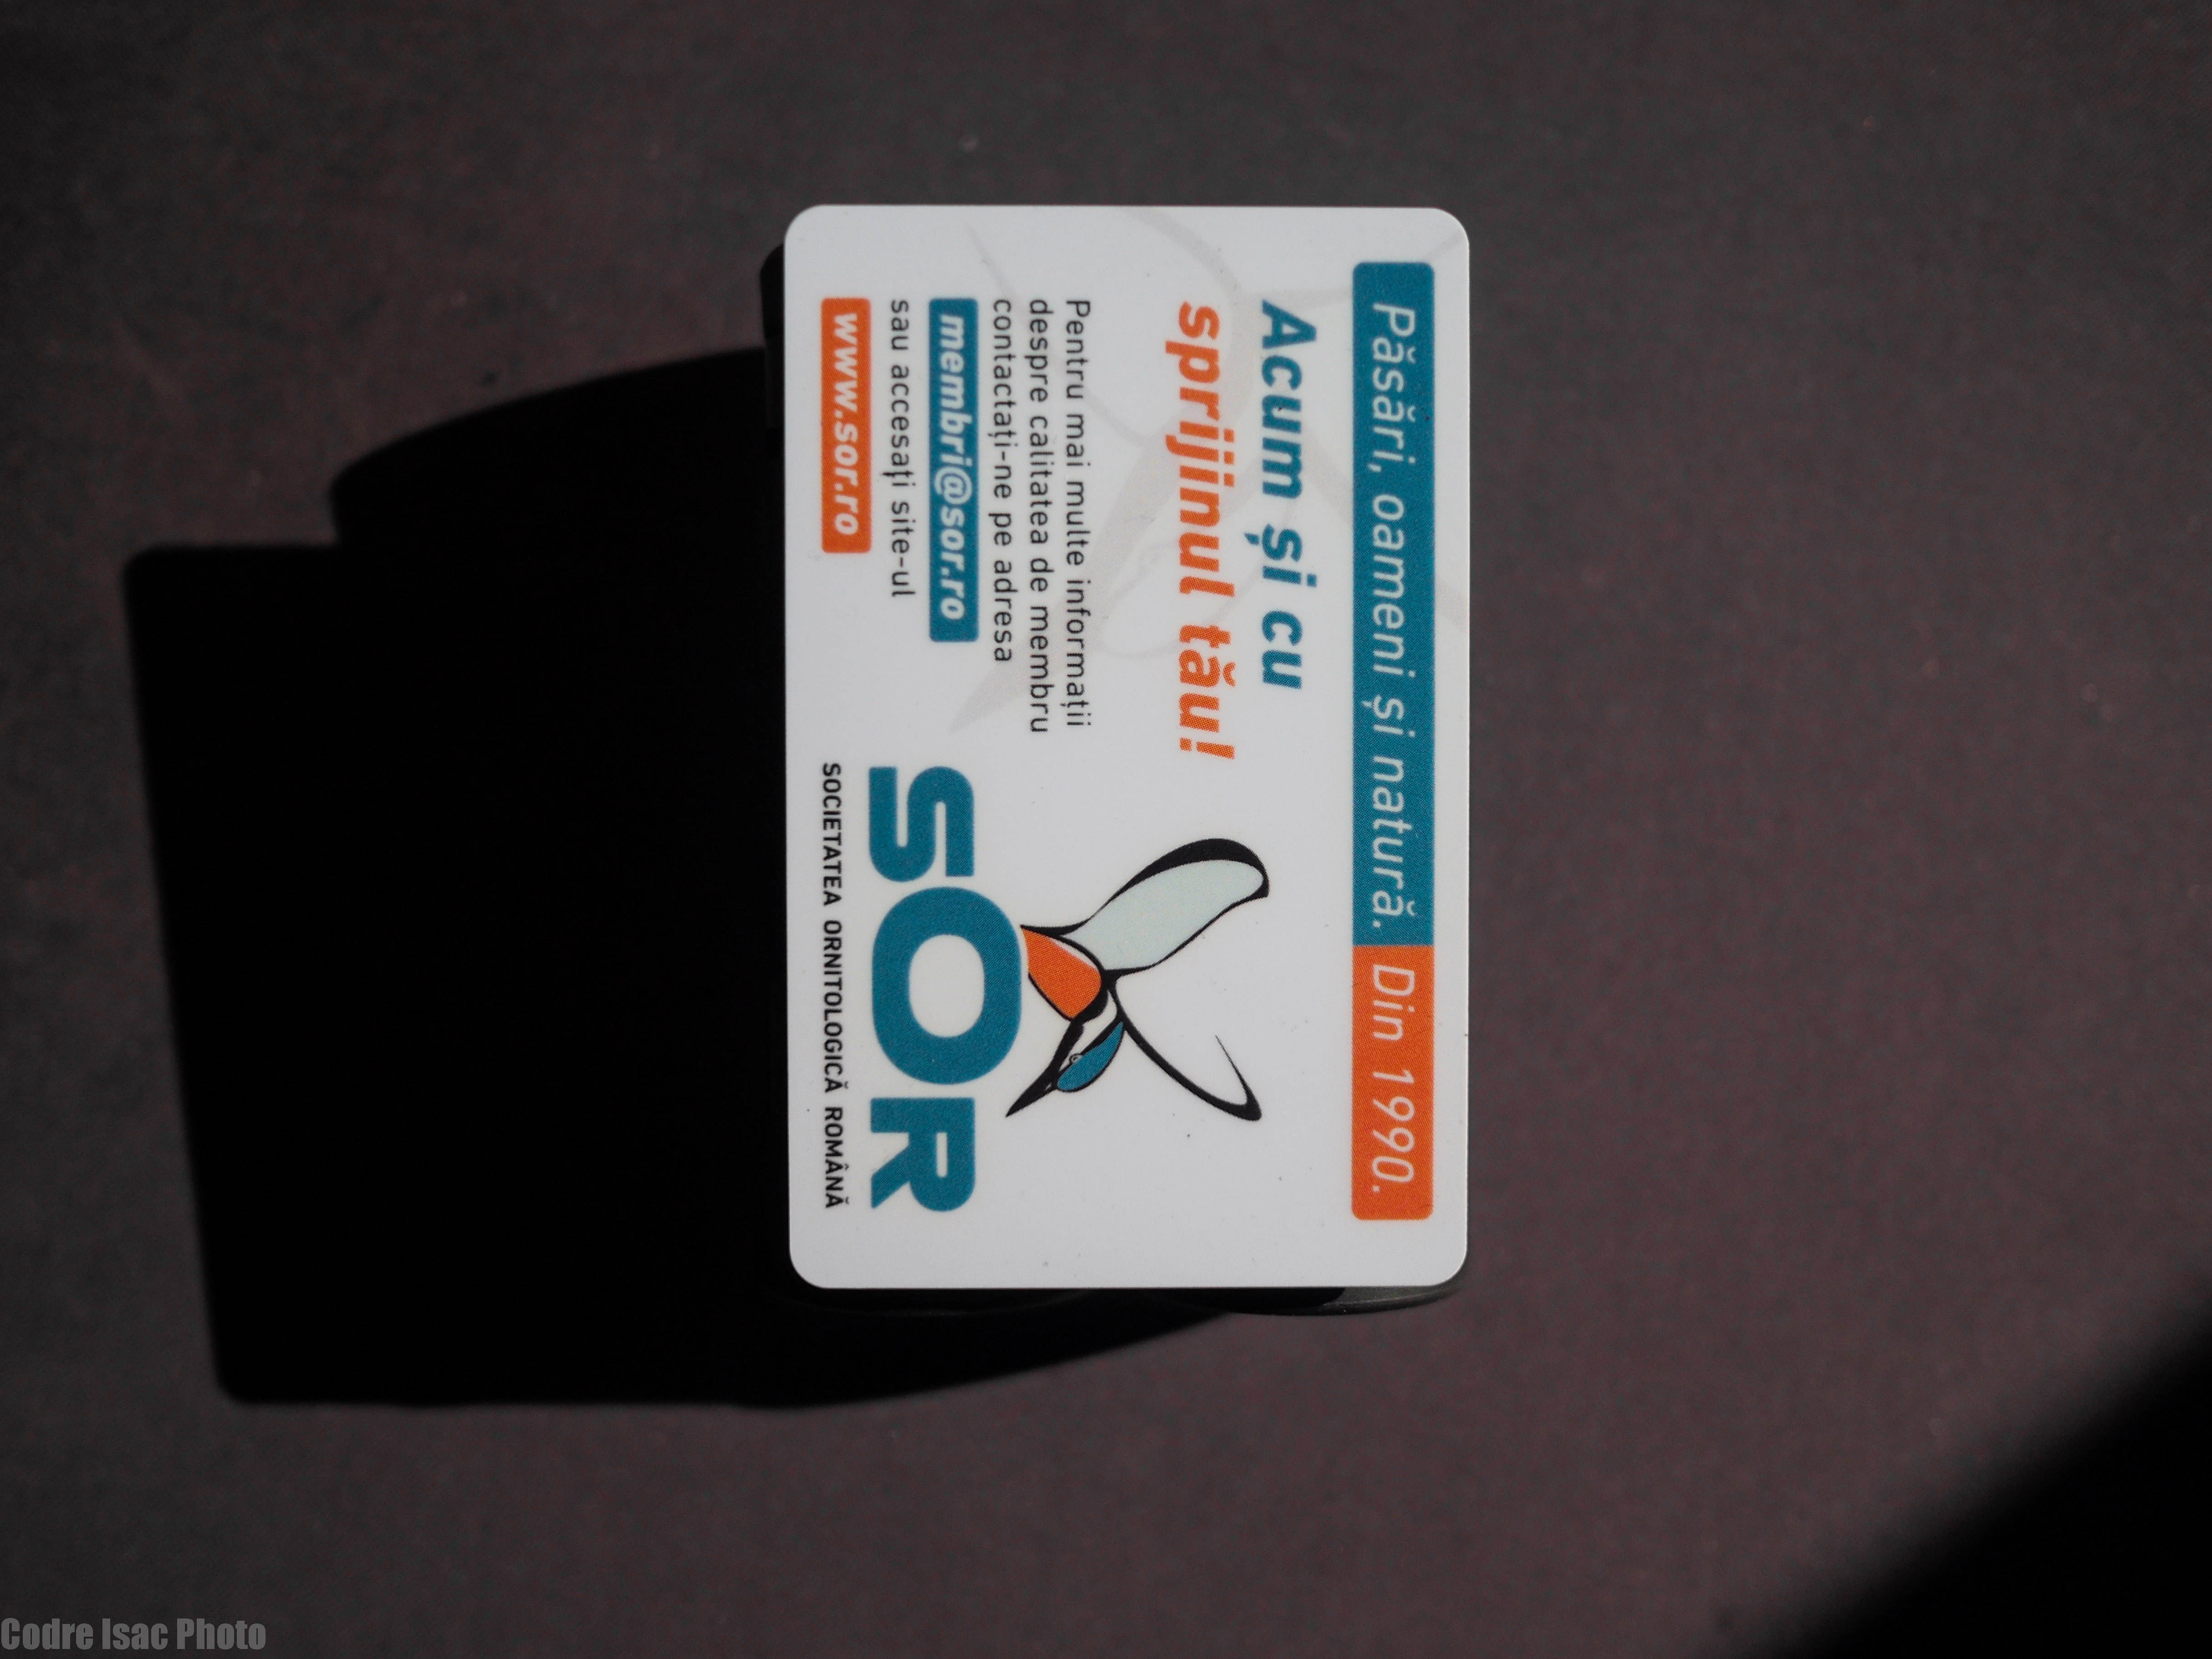 Păsări, oameni și natură. Din 1990.
Acum și cu
sprijinul tău!
Pentru mai multe informații
despre calitatea de membru
contactați-ne pe adresa
membri@sor.ro
sau accesați site-ul
www.sor.ro
SOR
SOCIETATEA ORNITOLOGICĂ ROMÂNĂ
Codre Isac Photo